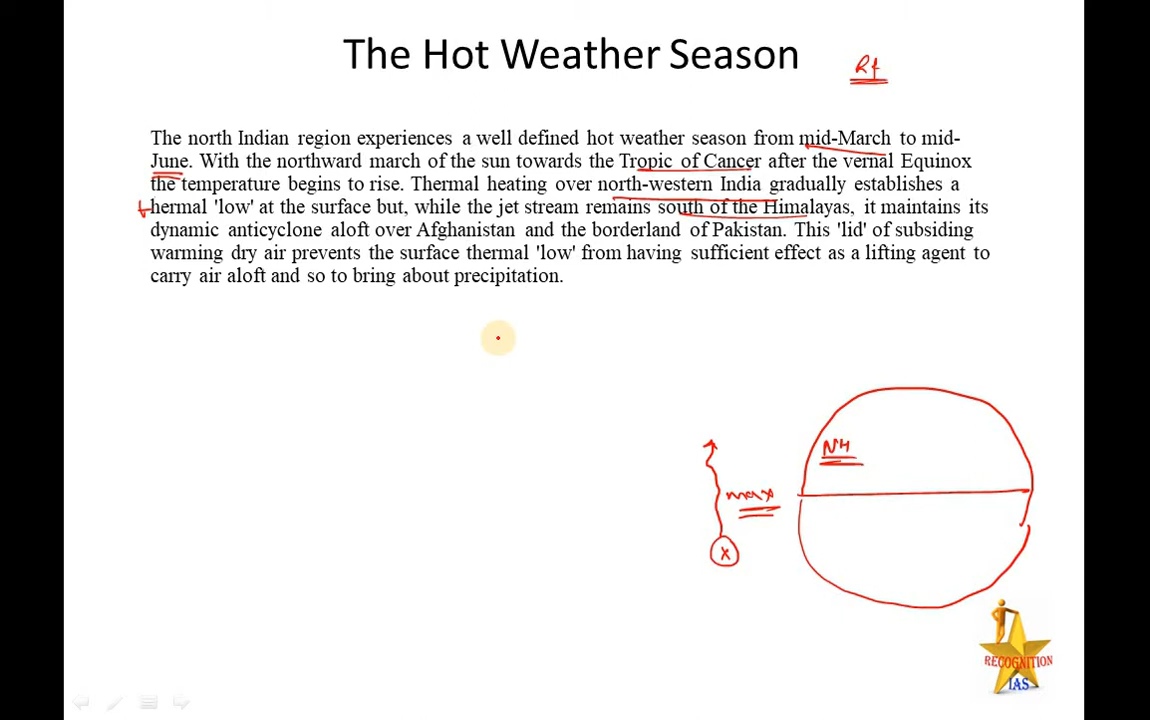 The Hot Weather Season
Rf
The north Indian region experiences a well defined hot weather season from mid-March to mid-
June. With the northward march of the sun towards the Tropic of Cancer after the vernal Equinox
the temperature begins to rise. Thermal heating over north-western India gradually establishes a
thermal 'low' at the surface but, while the jet stream remains south of the Himalayas, it maintains its
dynamic anticyclone aloft over Afghanistan and the borderland of Pakistan. This 'lid' of subsiding
warming dry air prevents the surface thermal 'low' from having sufficient effect as a lifting agent to
carry air aloft and so to bring about precipitation.
NH
max
X
RECOGNITION
IAS